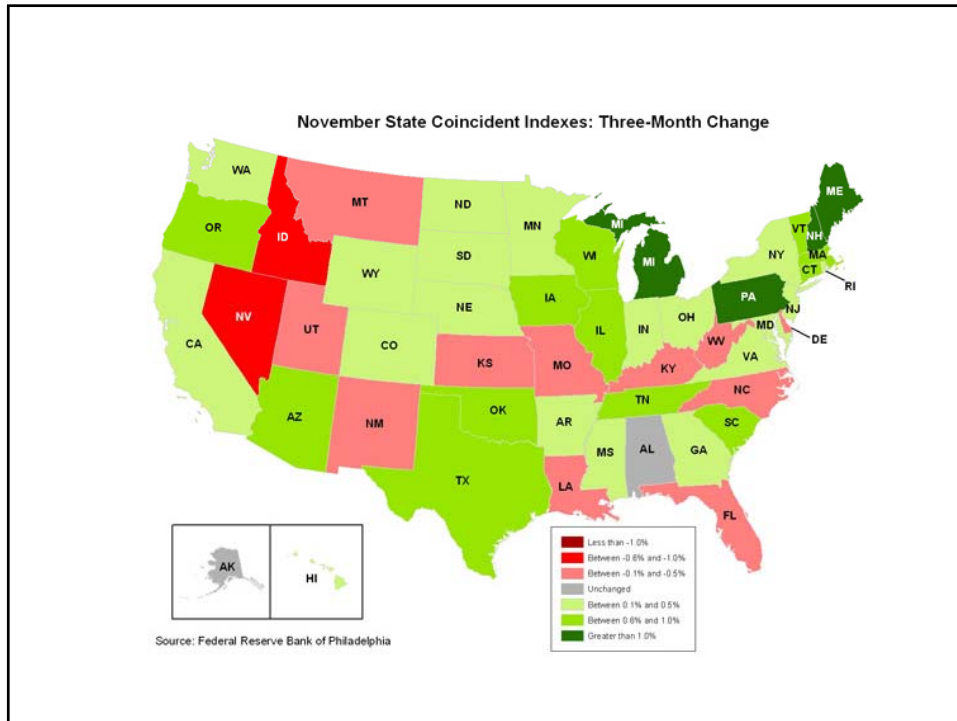 November State Coincident Indexes: Three-Month Change
WA
MT
ND
MN
ME
OR
ID
SD
WI
MI
MI
VT
NH
NY
MA
CT
RI
WY
IA
PA
NJ
NE
NV
UT
CO
IL
IN
OH
MD
DE
CA
KS
MO
WV
VA
KY
NC
AZ
NM
OK
TN
AR
SC
TX
MS
AL
GA
LA
FL
AK
HI
Less than -1.0%
Between -0.6% and -1.0%
Between -0.1% and -0.5%
Unchanged
Between 0.1% and 0.5%
Between 0.6% and 1.0%
Greater than 1.0%
Source: Federal Reserve Bank of Philadelphia